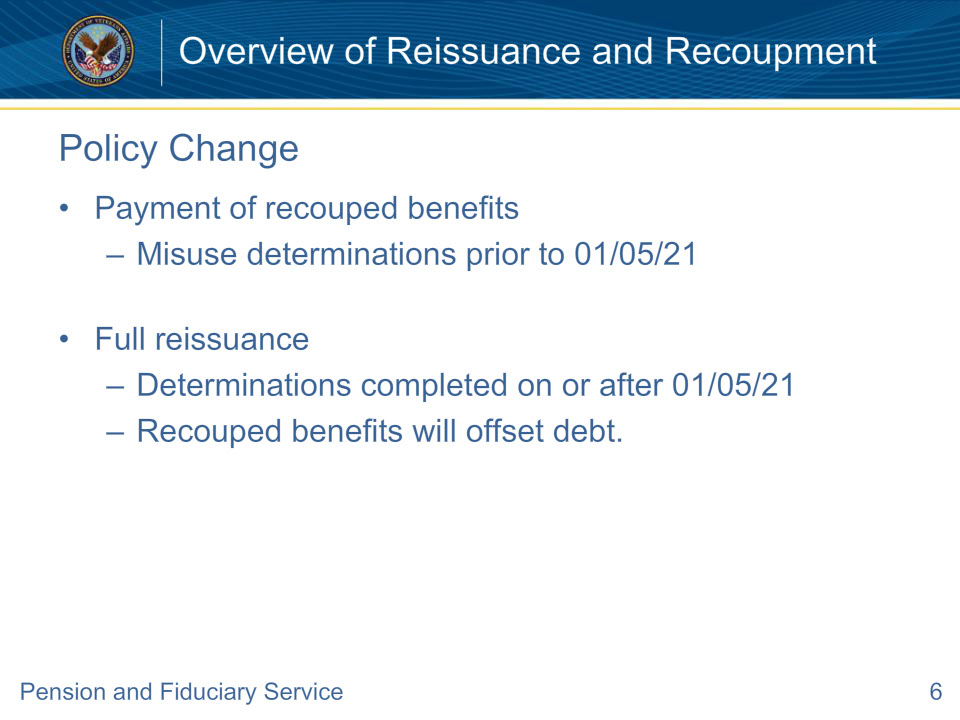 Overview of Reissuance and Recoupment
Policy Change
• Payment of recouped benefits
– Misuse determinations prior to 01/05/21
• Full reissuance
– Determinations completed on or after 01/05/21
– Recouped benefits will offset debt.
Pension and Fiduciary Service
6